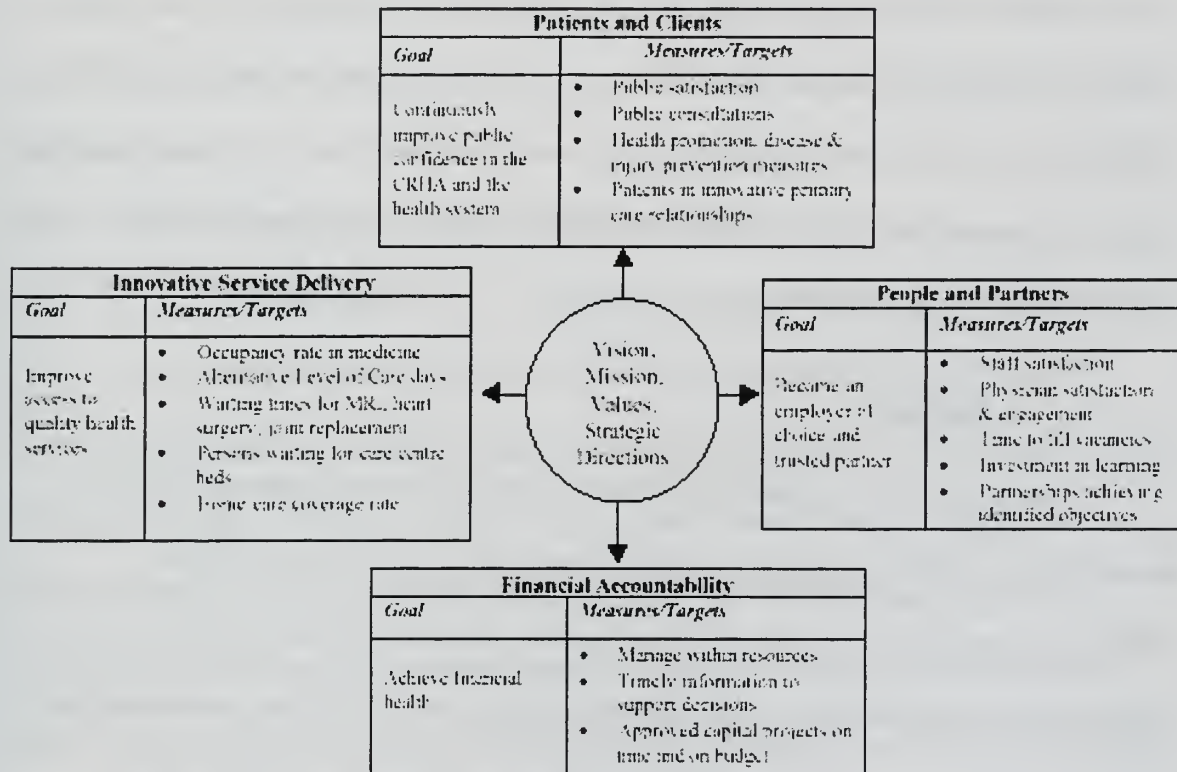 Patients and Clients
Goal
Measures/Targets
Continuously
improve public
confidence in the
CRHA and the
health system
• Public satisfaction
• Public consultations
• Health promotion, disease &
injury prevention measures
• Patients in innovative primary
care relationships
Innovative Service Delivery
Goal
Measures/Targets
Improve
access to
quality health
services
• Occupancy rate in medicine
• Alternative Level of Care days
• Waiting times for MRI, heart
surgery, joint replacement
• Persons waiting for care centre
beds
• Home care coverage rate
Vision,
Mission,
Values,
Strategic
Directions
People and Partners
Goal
Measures/Targets
Became an
employer of
choice and
trusted partner
• Staff satisfaction
• Physician satisfaction
& engagement
• Time to fill vacancies
• Investment in learning
• Partnerships achieving
identified objectives
Financial Accountability
Goal
Measures/Targets
Achieve financial
health
• Manage within resources
• Timely information to
support decisions
• Approved capital projects on
time and on budget